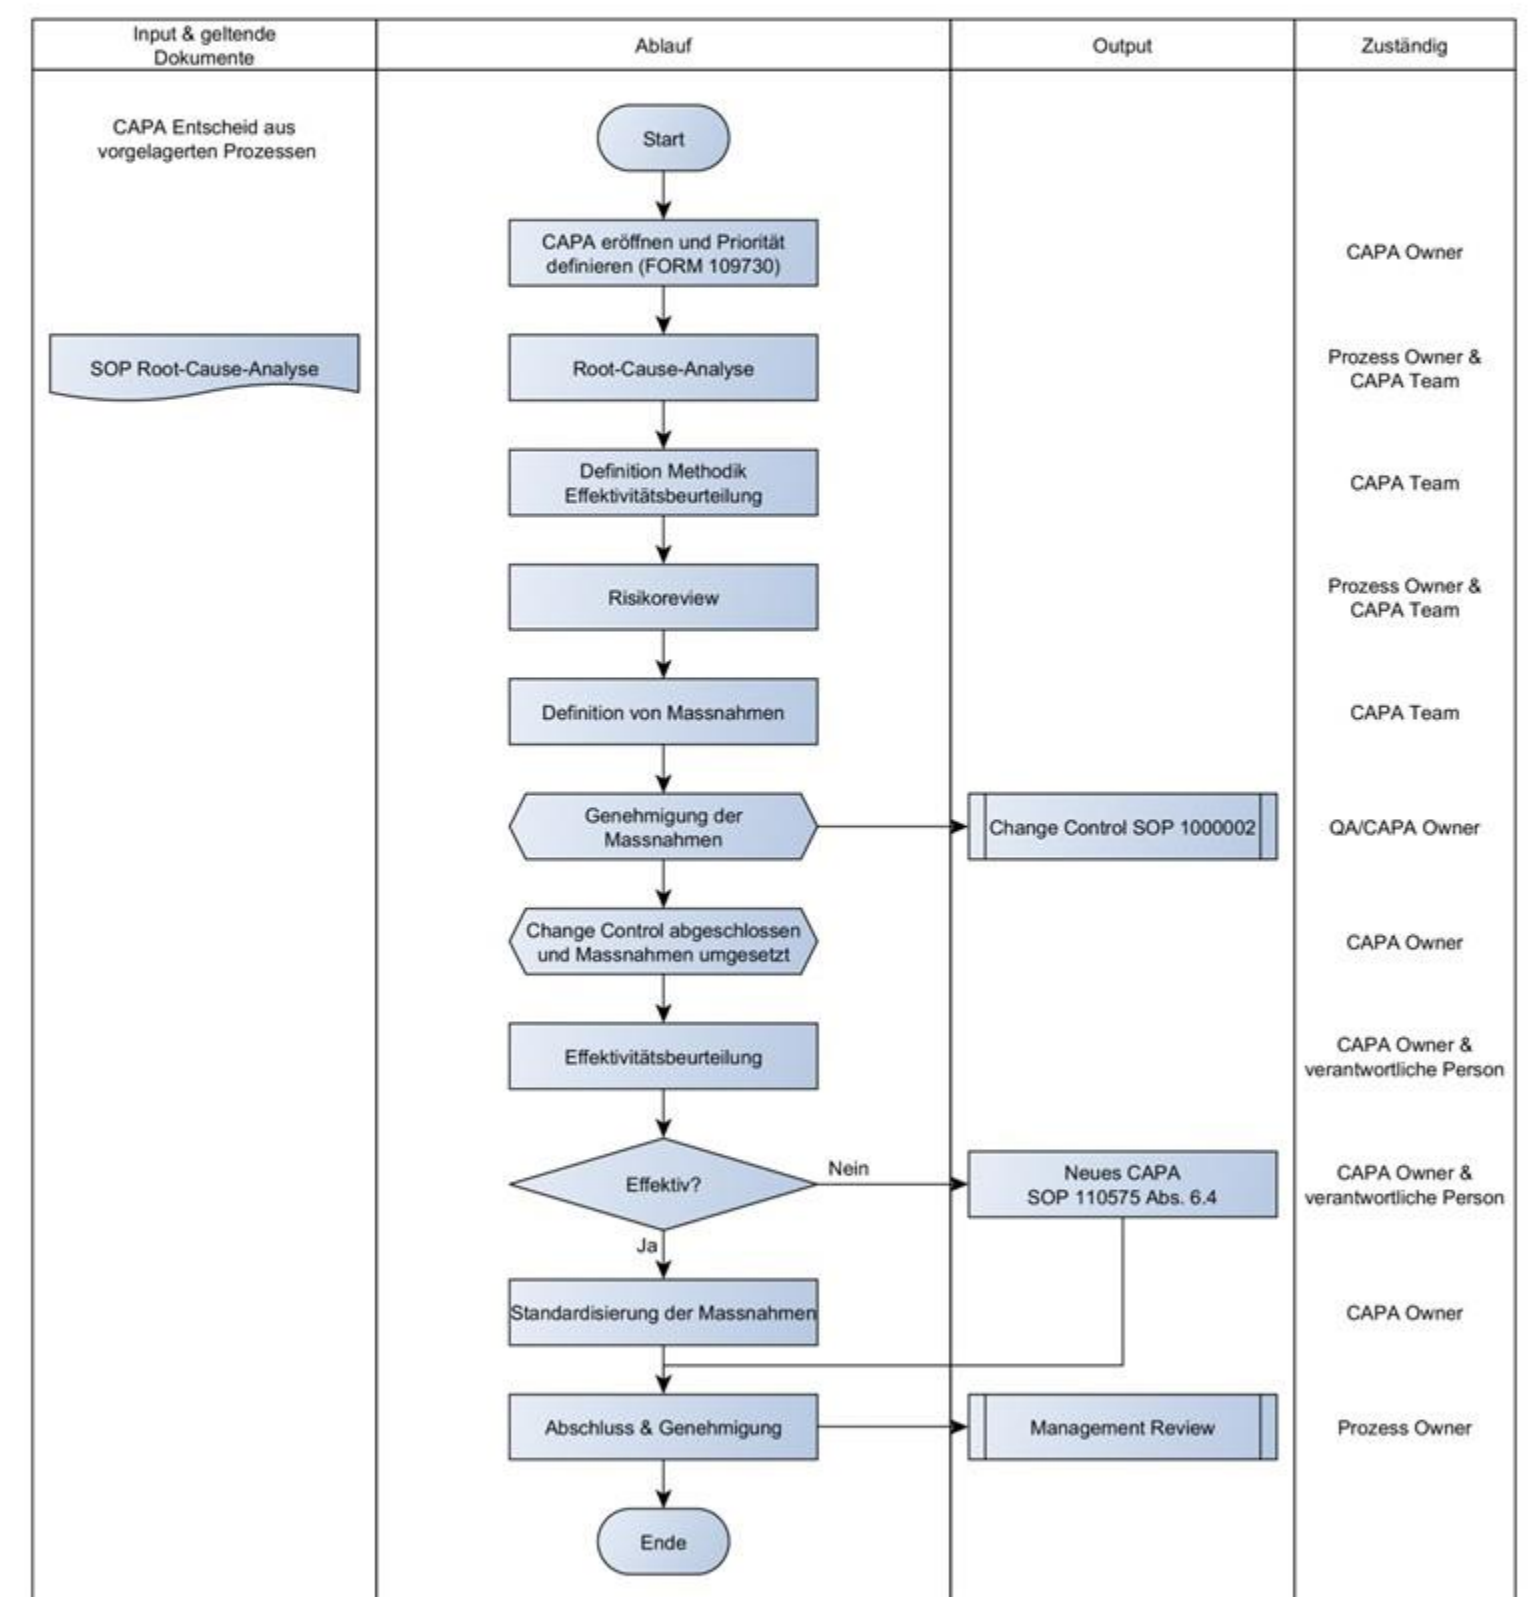 Input & geltende
Dokumente
Ablauf
Output
Zuständig
CAPA Entscheid aus
vorgelagerten Prozessen
Start
CAPA eröffnen und Priorität
definieren (FORM 109730)
CAPA Owner
SOP Root-Cause-Analyse
Root-Cause-Analyse
Prozess Owner &
CAPA Team
Definition Methodik
Effektivitätsbeurteilung
CAPA Team
Risikoreview
Prozess Owner &
CAPA Team
Definition von Massnahmen
CAPA Team
Genehmigung der
Massnahmen
Change Control SOP 1000002
QA/CAPA Owner
Change Control abgeschlossen
und Massnahmen umgesetzt
CAPA Owner
Effektivitätsbeurteilung
CAPA Owner &
verantwortliche Person
Effektiv?
Nein
Neues CAPA
SOP 110575 Abs. 6.4
CAPA Owner &
verantwortliche Person
Ja
Standardisierung der Massnahmen
CAPA Owner
Abschluss & Genehmigung
Management Review
Prozess Owner
Ende